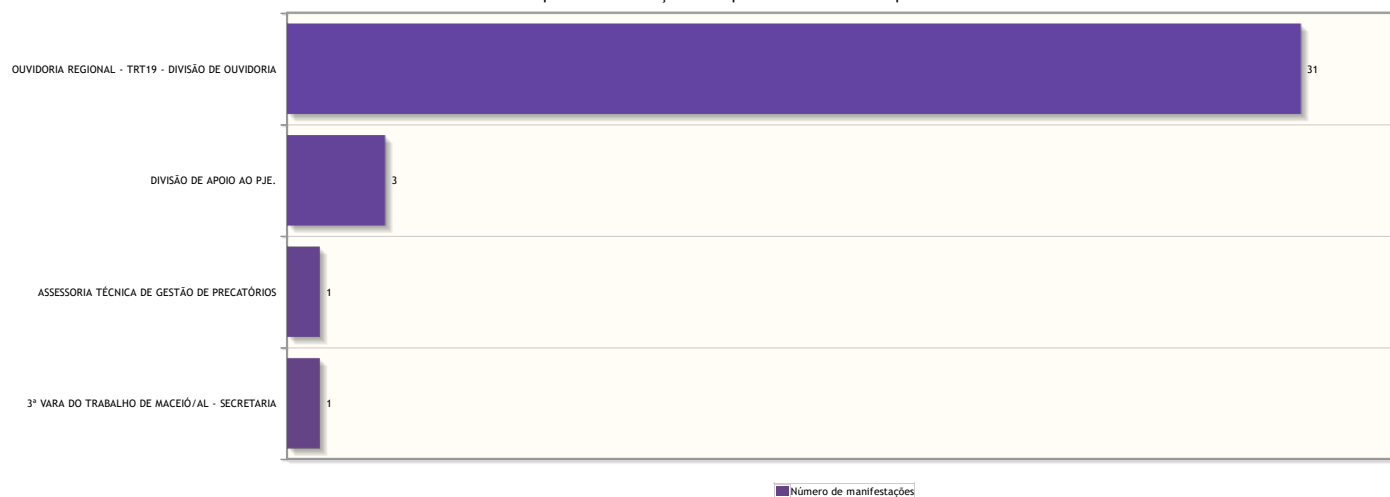 OUVIDORIA REGIONAL - TRT19 - DIVISÃO DE OUVIDORIA
31
DIVISÃO DE APOIO AO PJE.
3
ASSESSORIA TÉCNICA DE GESTÃO DE PRECATÓRIOS
1
3ª VARA DO TRABALHO DE MACEIÓ/AL - SECRETARIA
1
Número de manifestações